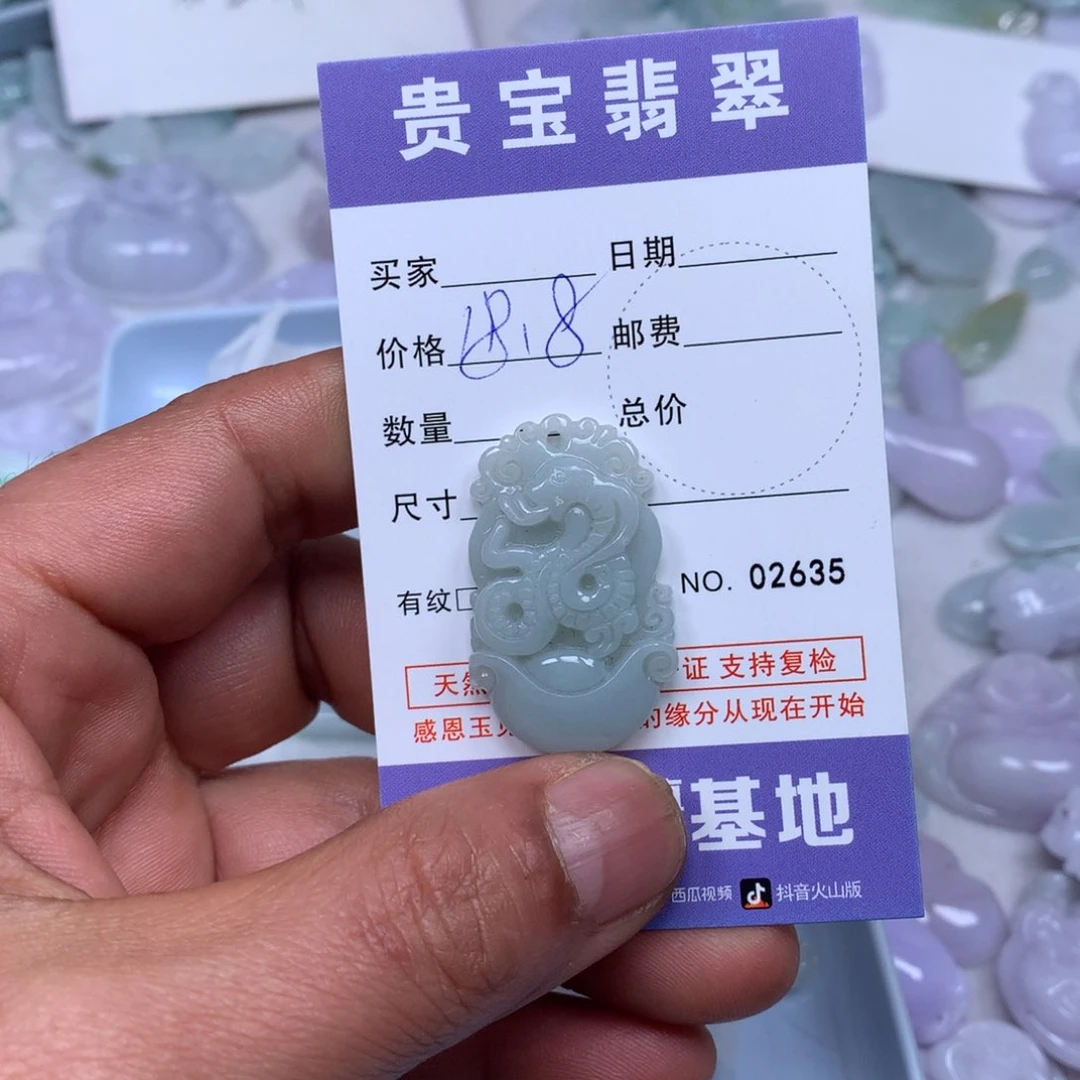 贵宝翡翠
买家 日期
价格 18.8 邮费
数量 总价
尺寸
有纹□ NO. 02635
天然 证 支持复检
感恩玉 的缘分从现在开始
基地
西瓜视频 抖音火山版